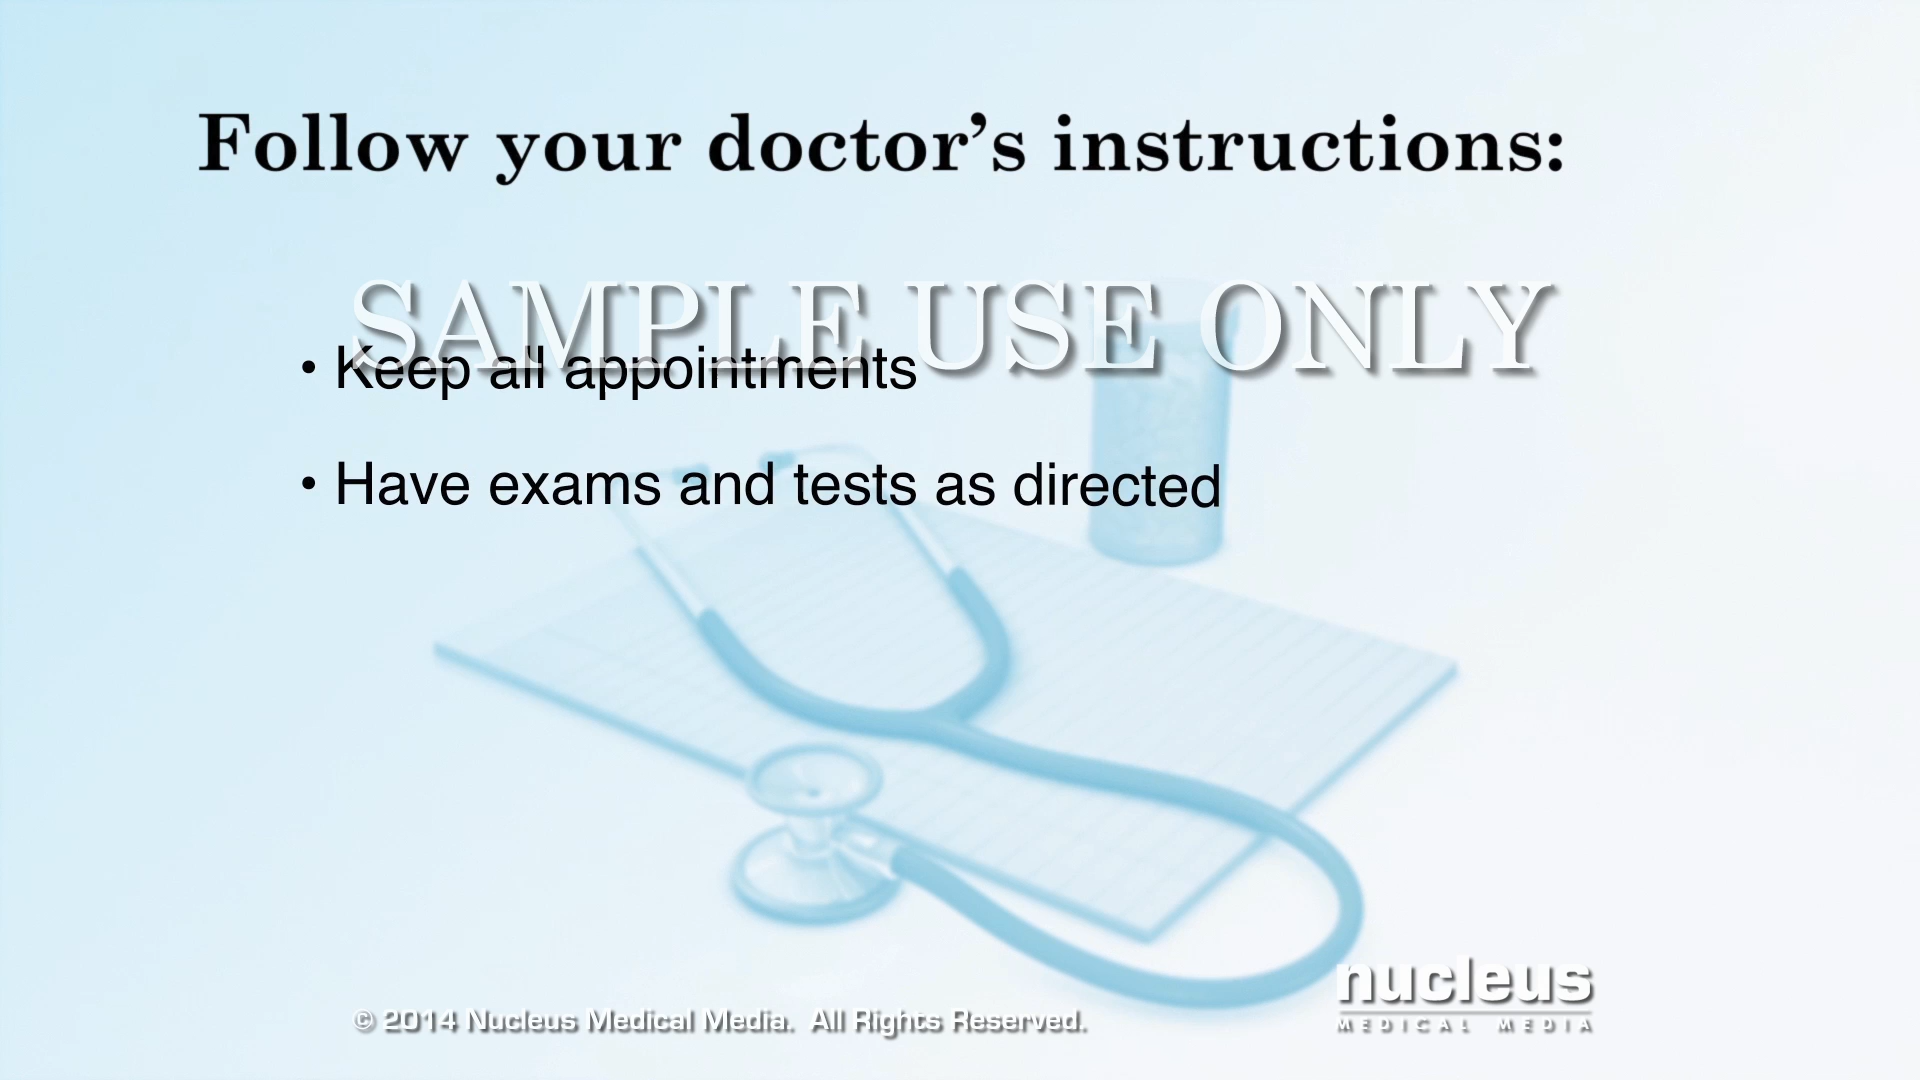 Follow your doctor’s instructions:
SAMPLE USE ONLY
• Keep all appointments
• Have exams and tests as directed
nucleus
MEDICAL MEDIA
© 2014 Nucleus Medical Media. All Rights Reserved.